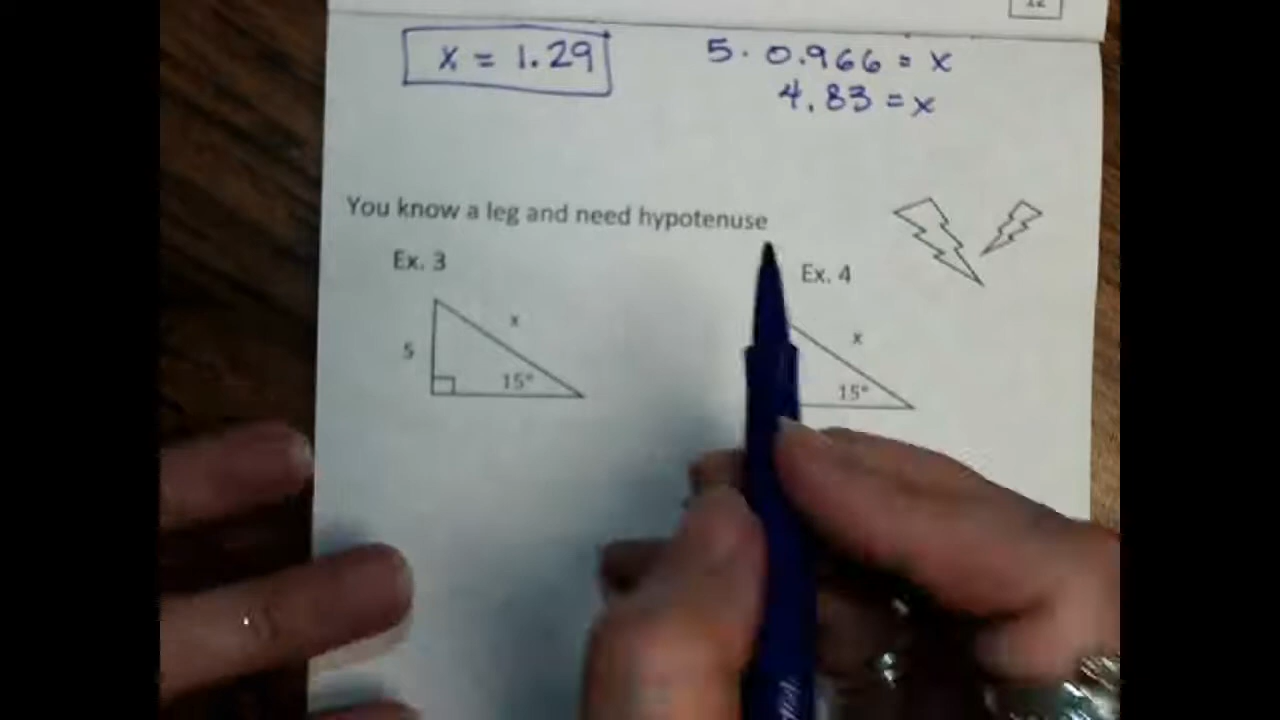 12
x = 1.29
5 · 0.966 = x
4.83 = x
You know a leg and need hypotenuse
Ex. 3
Ex. 4
x
x
5
15°
15°